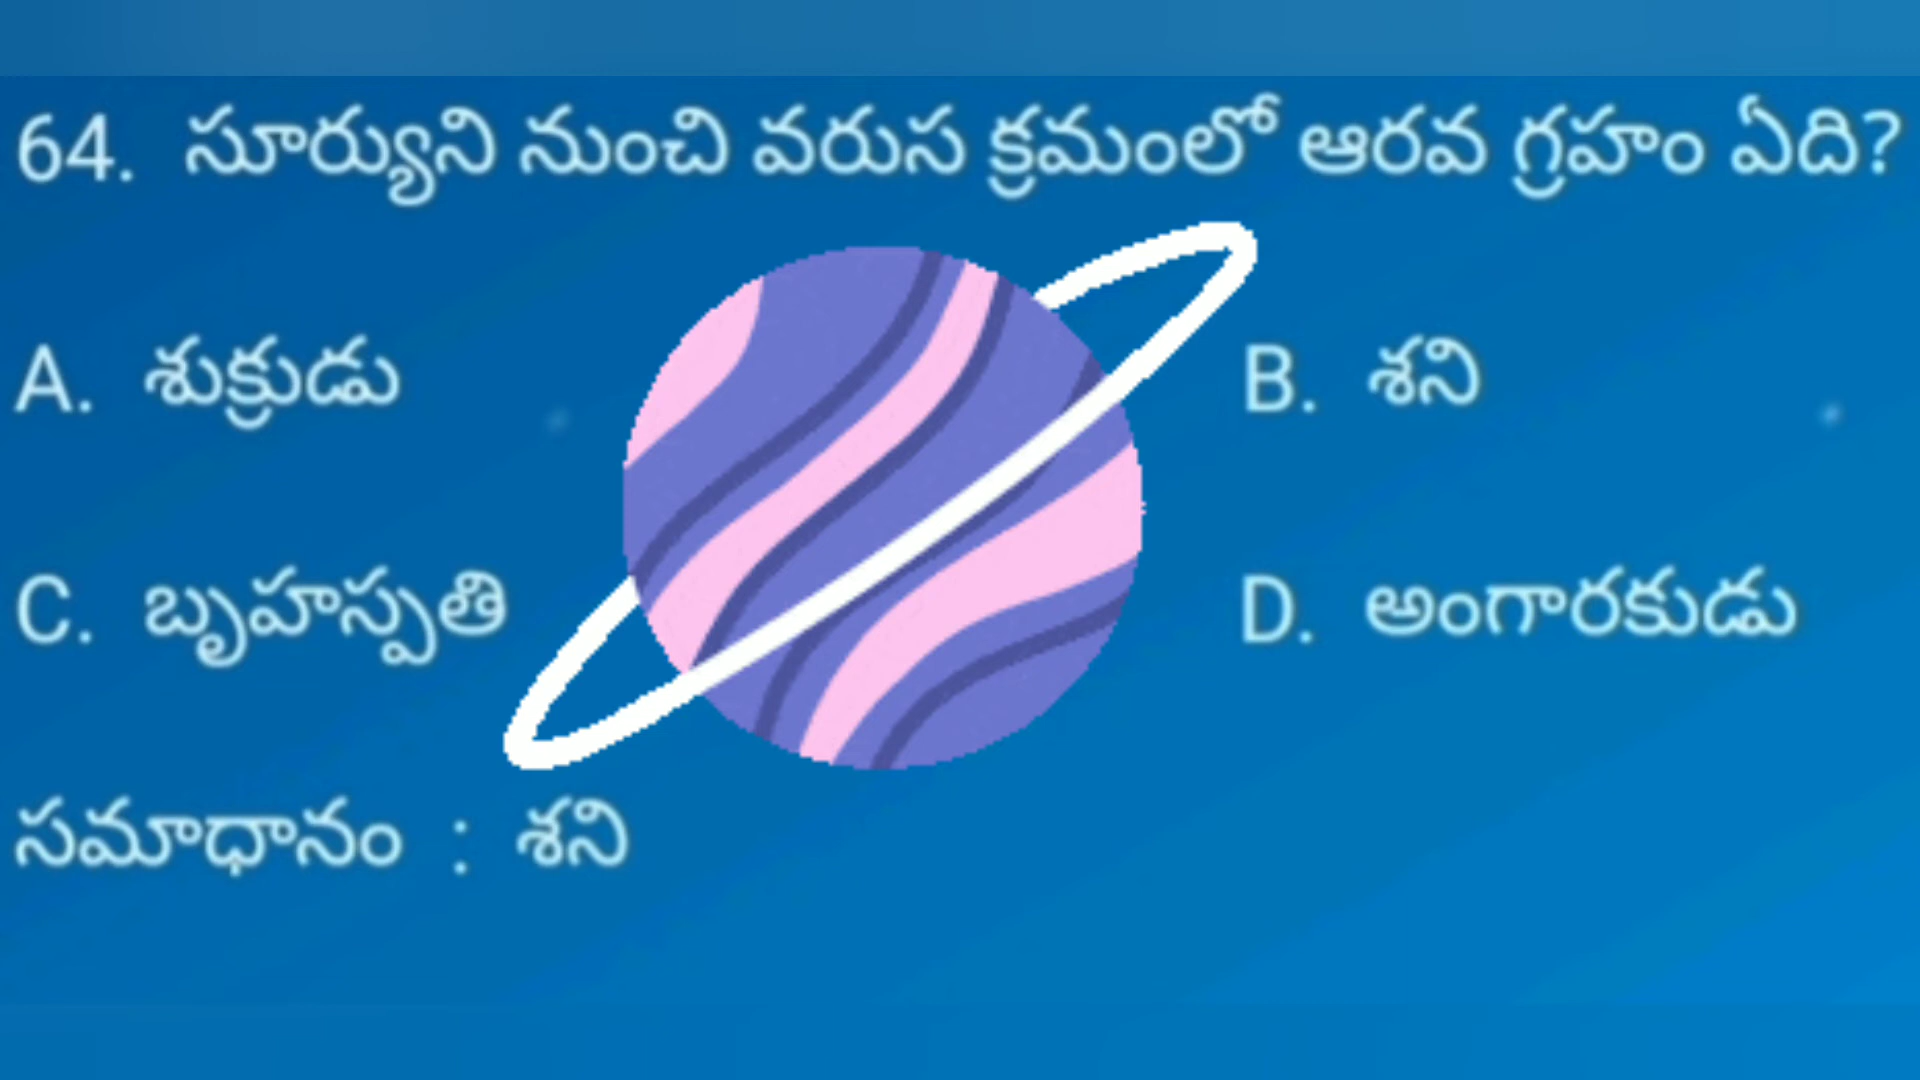 64. సూర్యుని నుంచి వరుస క్రమంలో ఆరవ గ్రహం ఏది?
A. శుక్రుడు
B. శని
C. బృహస్పతి
D. అంగారకుడు
సమాధానం : శని